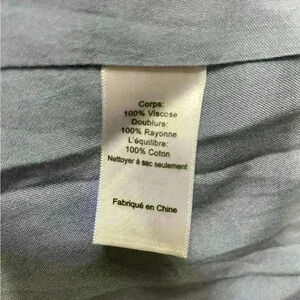 Corps:
100% Viscose
Doublure:
100% Rayonne
L'équilibre:
100% Coton
Nettoyer à sec seulement
Fabriqué en Chine